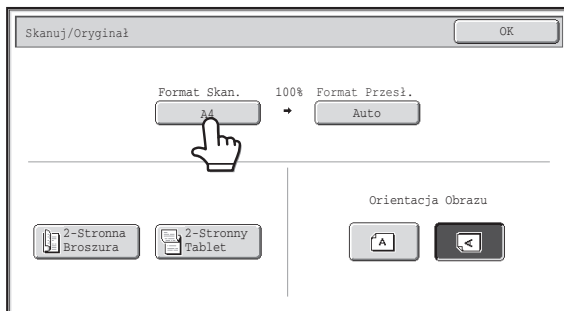 Skanuj/Oryginał
OK
Format Skan. 100% Format Przesł.
A4 Auto
Orientacja Obrazu
2-Stronna
Broszura
2-Stronny
Tablet
A A